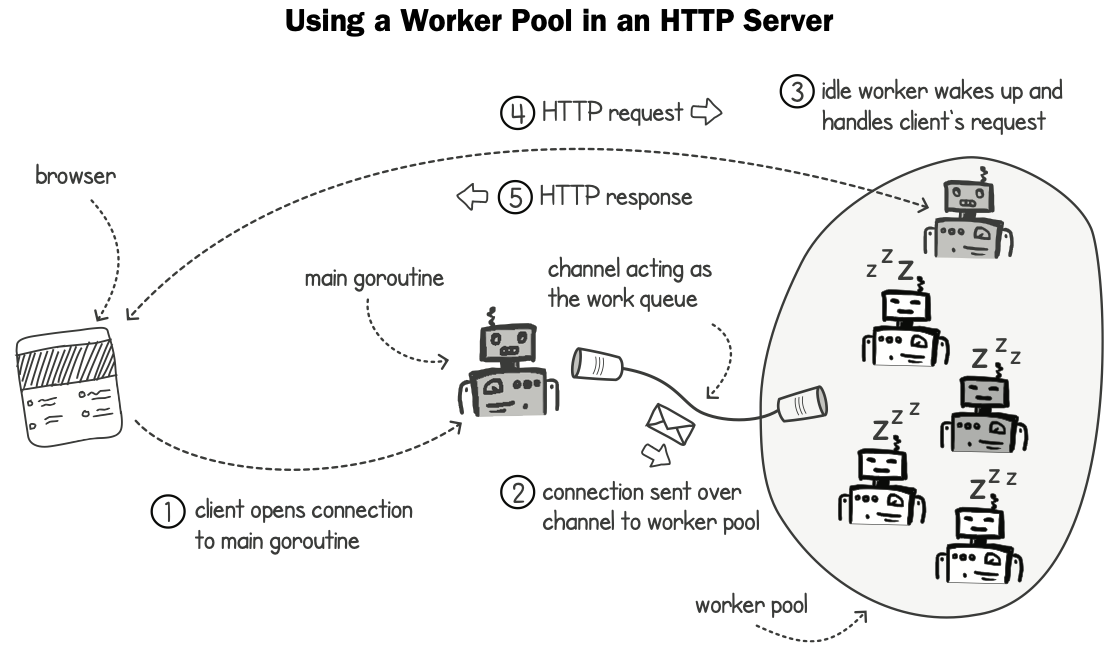 Using a Worker Pool in an HTTP Server
3 idle worker wakes up and
handles client's request
4 HTTP request
browser
5 HTTP response
main goroutine
channel acting as
the work queue
z z z
z z z
z z z
z z z
2 connection sent over
channel to worker pool
1 client opens connection
to main goroutine
worker pool